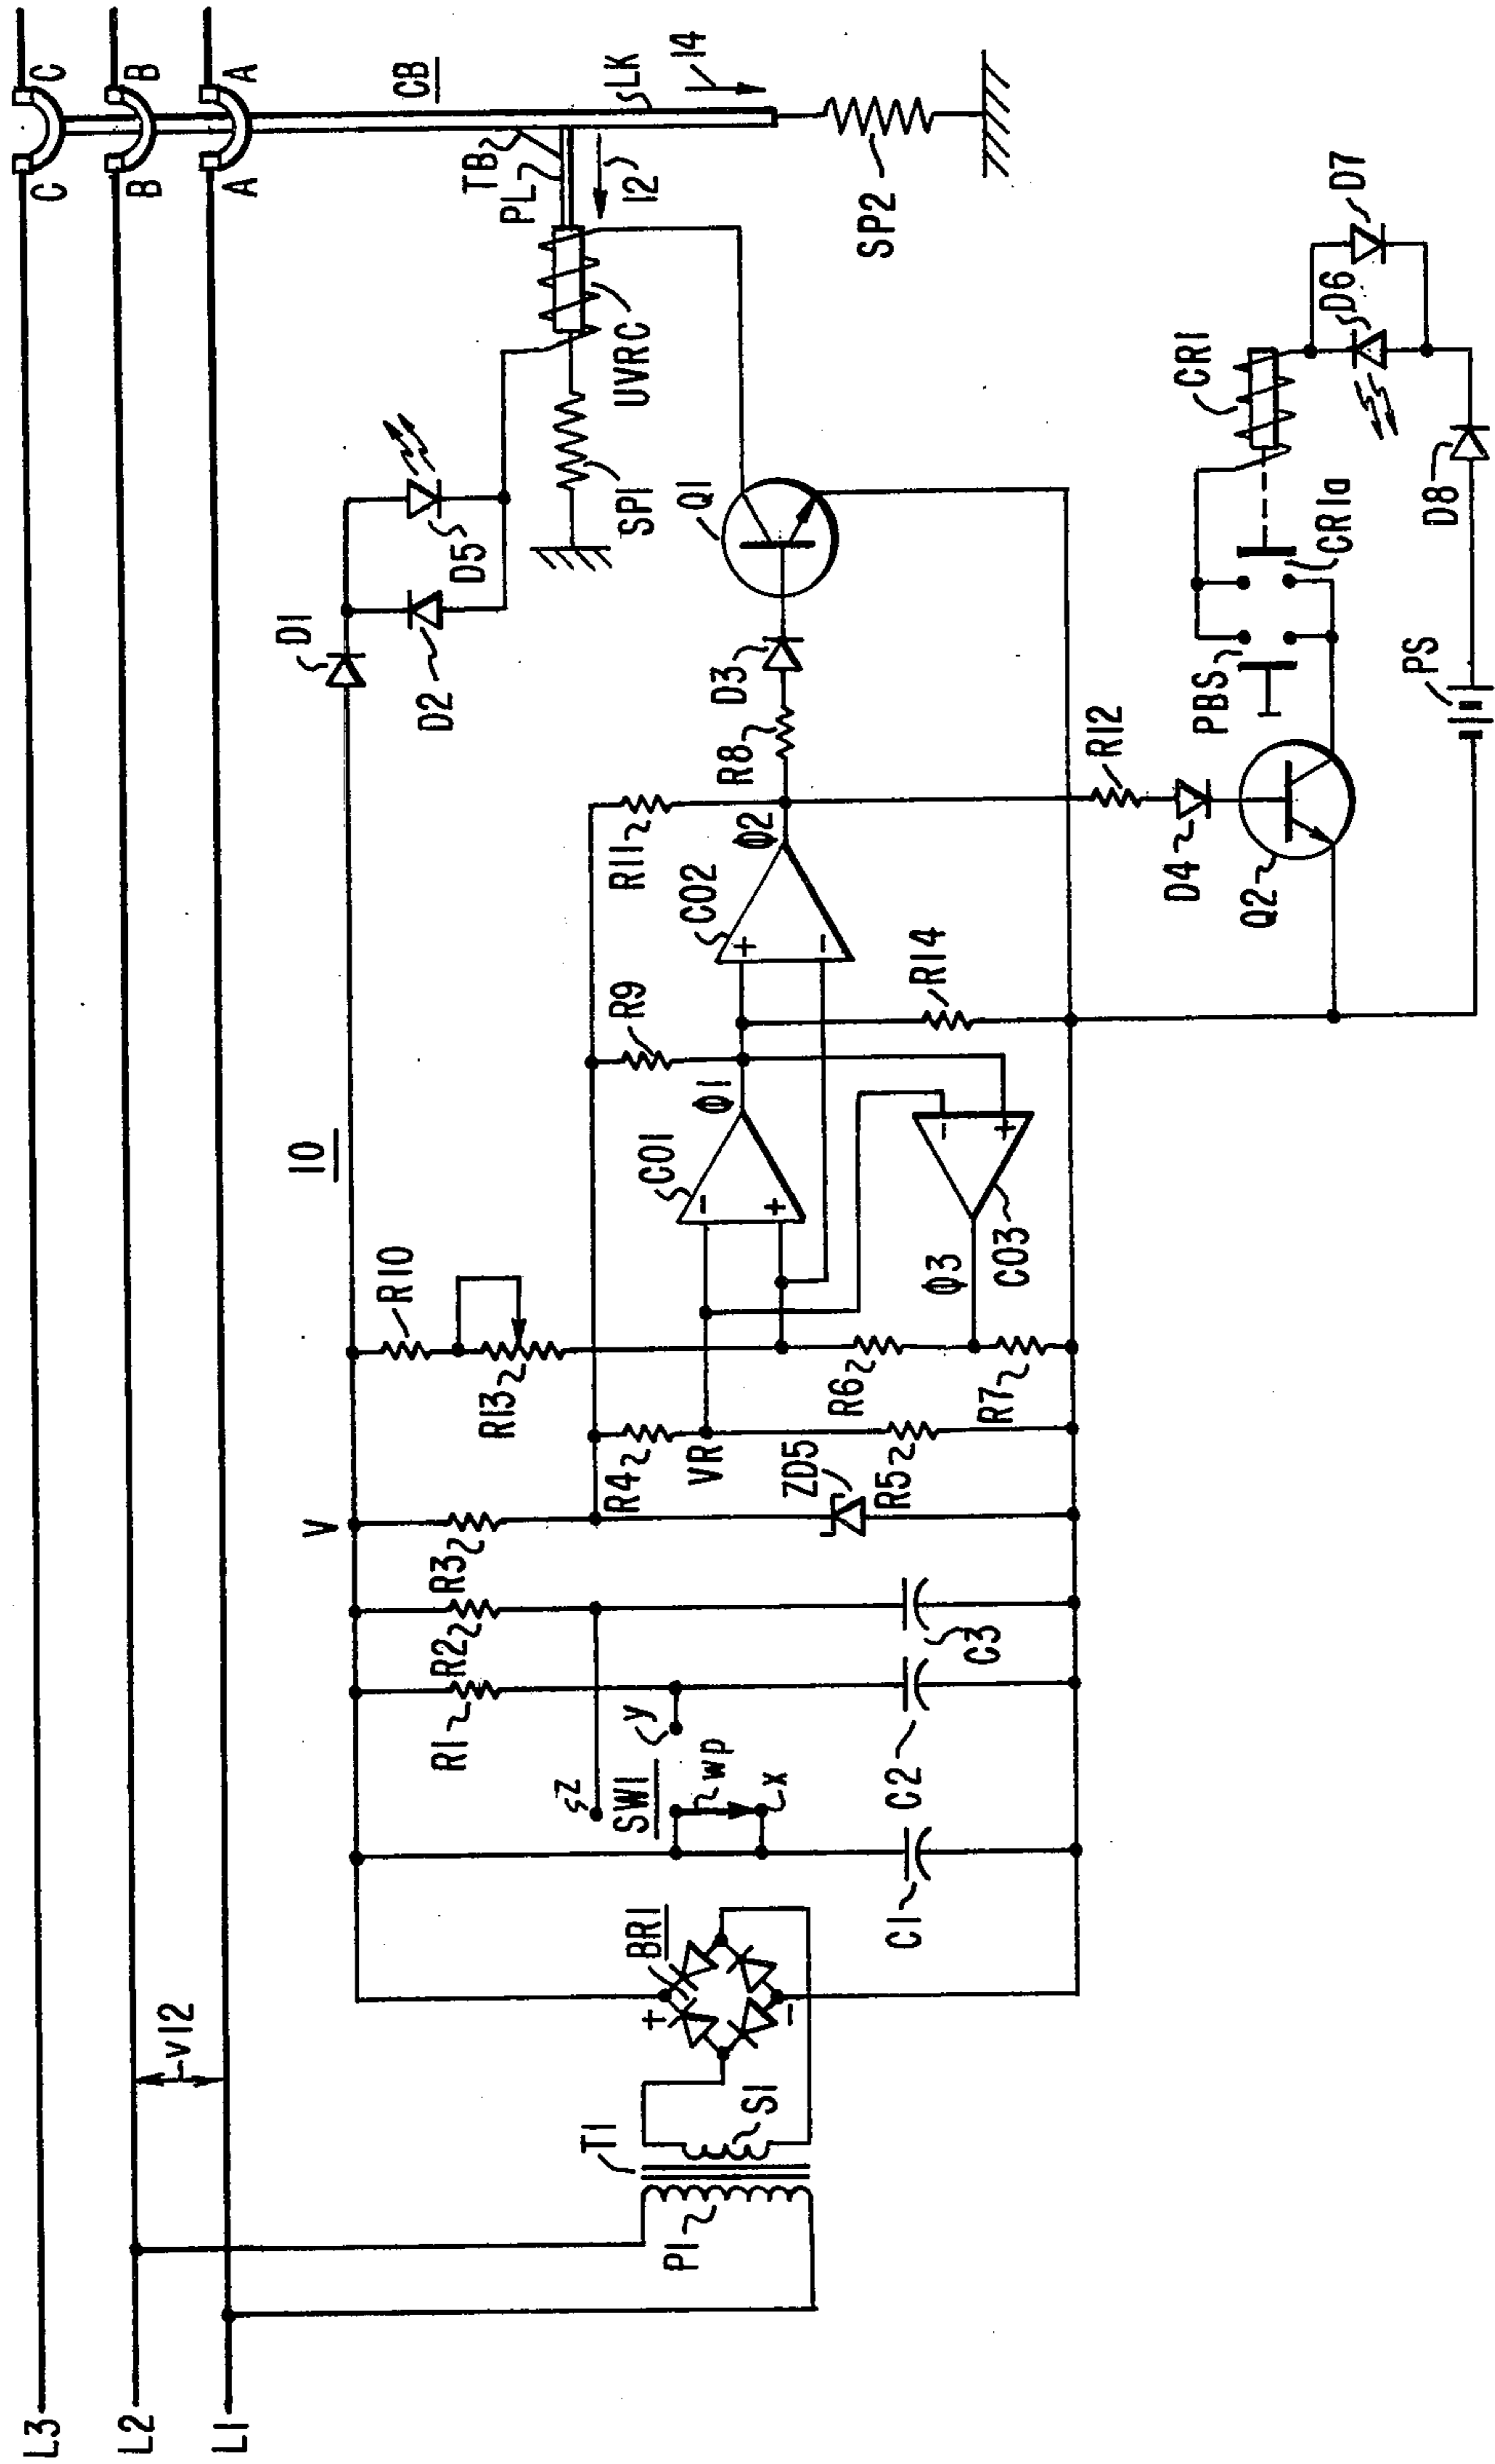 L3
L2
L1
C
C
B
B
A
A
CB
LK
14
TB
PL
12
SP2
UVRC
SP1
D1
D2
D5
Q1
D3
R8
R11
ϕ2
CO2
+
-
R9
R14
ϕ1
CO1
-
+
-
+
CO3
ϕ3
10
R10
R13
R6
R7
R4
VR
R5
ZD5
V
R3
R2
R1
C3
C2
C1
z
y
SW1
wp
x
BR1
+
-
v12
T1
S1
P1
R12
D4
Q2
PBS
CR1a
CR1
D6
D7
D8
PS